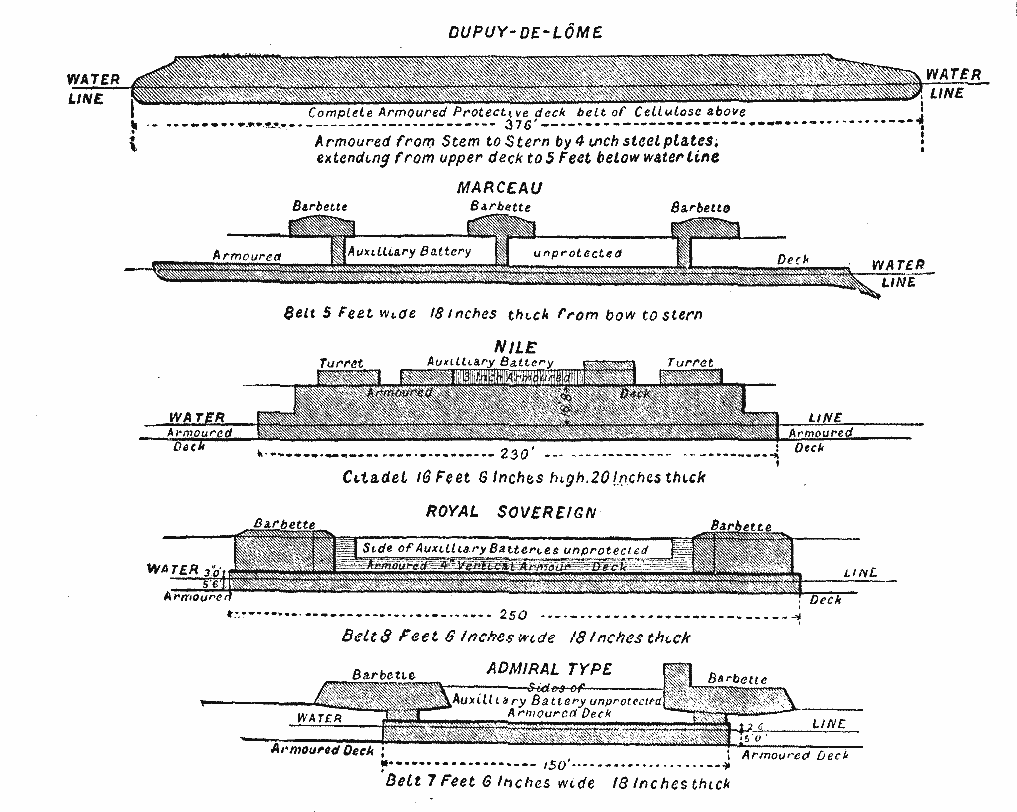 DUPUY-DE-LÔME
WATER WATER
LINE LINE
Complete Armoured Protective deck belt of Cellulose above
376'
Armoured from Stem to Stern by 4 inch steel plates;
extending from upper deck to 5 Feet below water line
MARCEAU
Barbette Barbette Barbette
Armoured Auxilliary Battery unprotected Deck
WATER
LINE
Belt 5 Feet wide 18 Inches thick from bow to stern
NILE
Turret Auxilliary Battery Turret
3 Inch Armoured
Armoured Deck
WATER LINE
Armoured Armoured
Deck Deck
230'
Citadel 16 Feet 6 Inches high. 20 Inches thick
ROYAL SOVEREIGN
Barbette Barbette
Side of Auxilliary Batteries unprotected
Armoured 4" Vertical Armour Deck
WATER 3'0" LINE
5'6"
Armoured Deck
250
Belt 8 Feet 6 Inches wide 18 Inches thick
ADMIRAL TYPE
Barbette Barbette
Sides of
Auxilliary Battery unprotected
Armoured Deck
WATER 2'6 LINE
5'0"
Armoured Deck Armoured Deck
150'
Belt 7 Feet 6 Inches wide 18 Inches thick